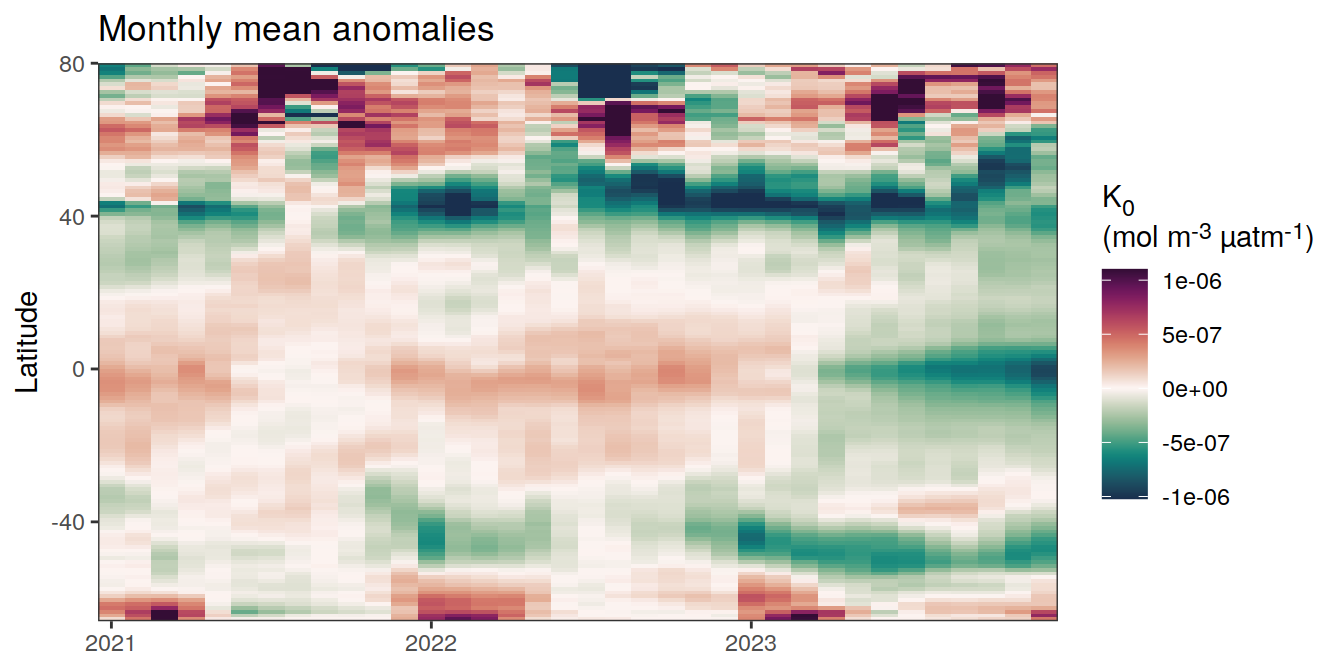 Monthly mean anomalies
80
40
0
-40
Latitude
2021
2022
2023
K₀
(mol m⁻³ µatm⁻¹)
1e-06
5e-07
0e+00
-5e-07
-1e-06